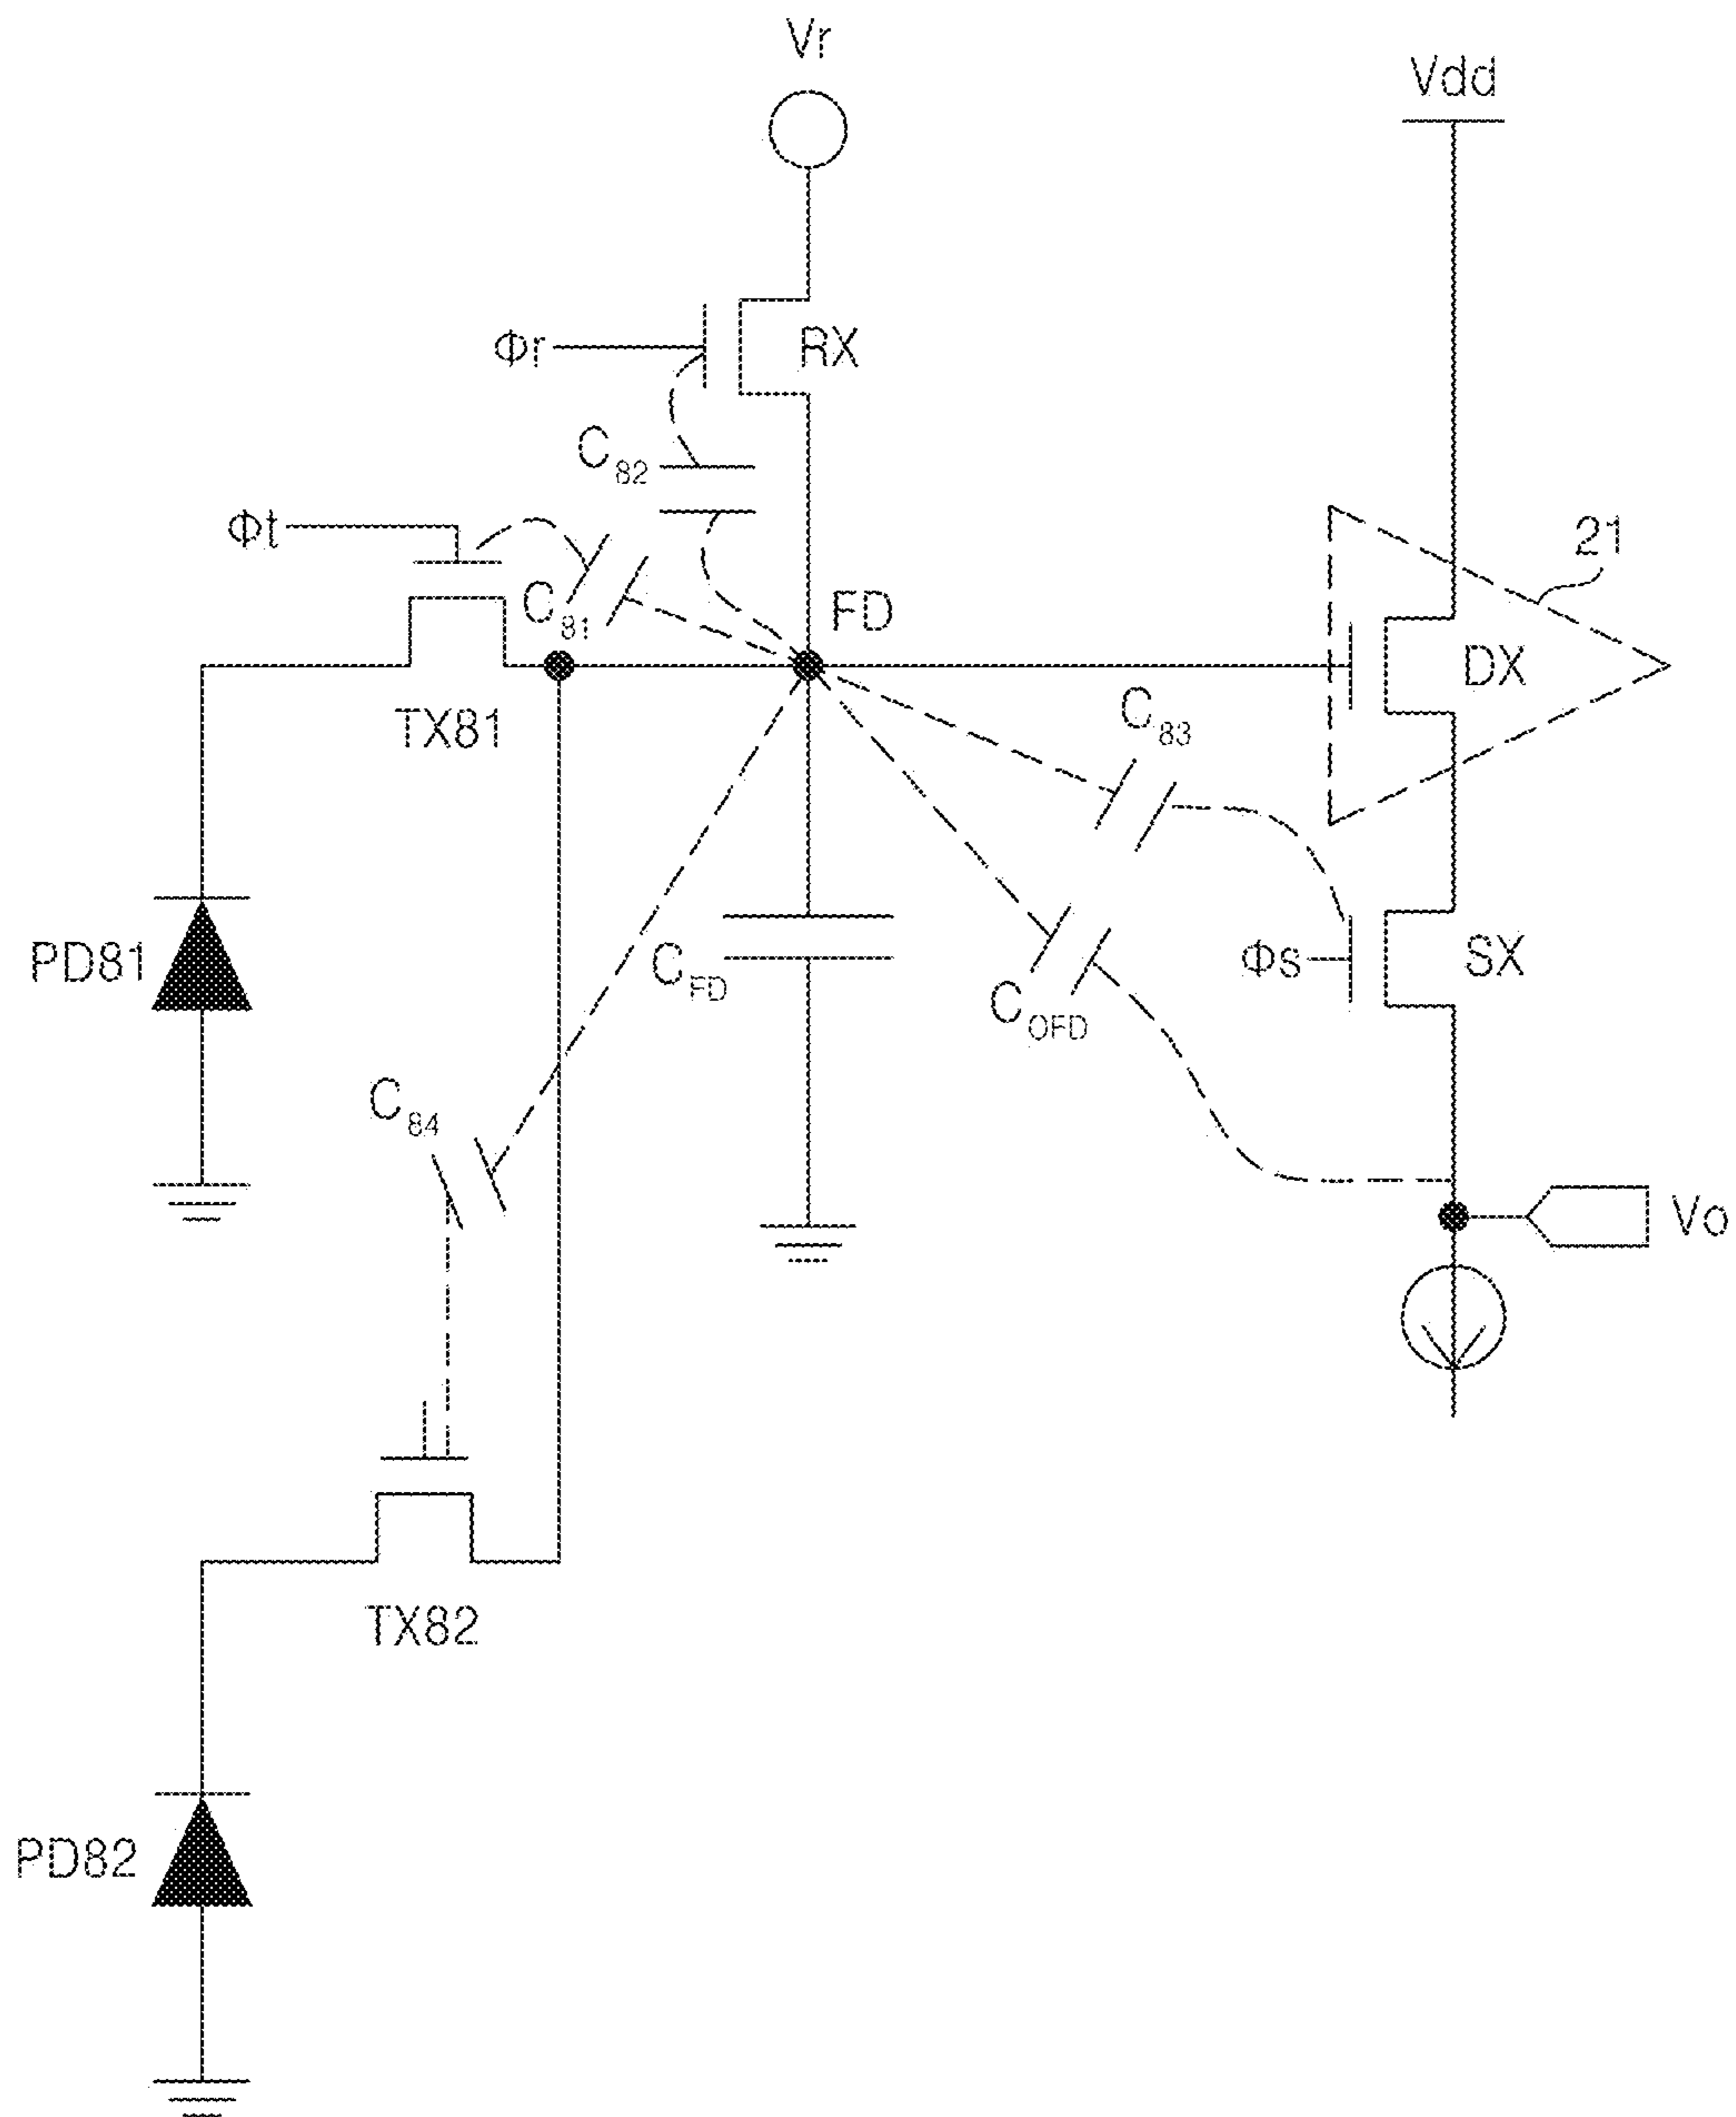 Vr
Vdd
Φr
RX
C82
Φt
21
C81
FD
DX
TX81
C83
PD81
CFD
Φs
SX
COFD
C84
Vo
TX82
PD82